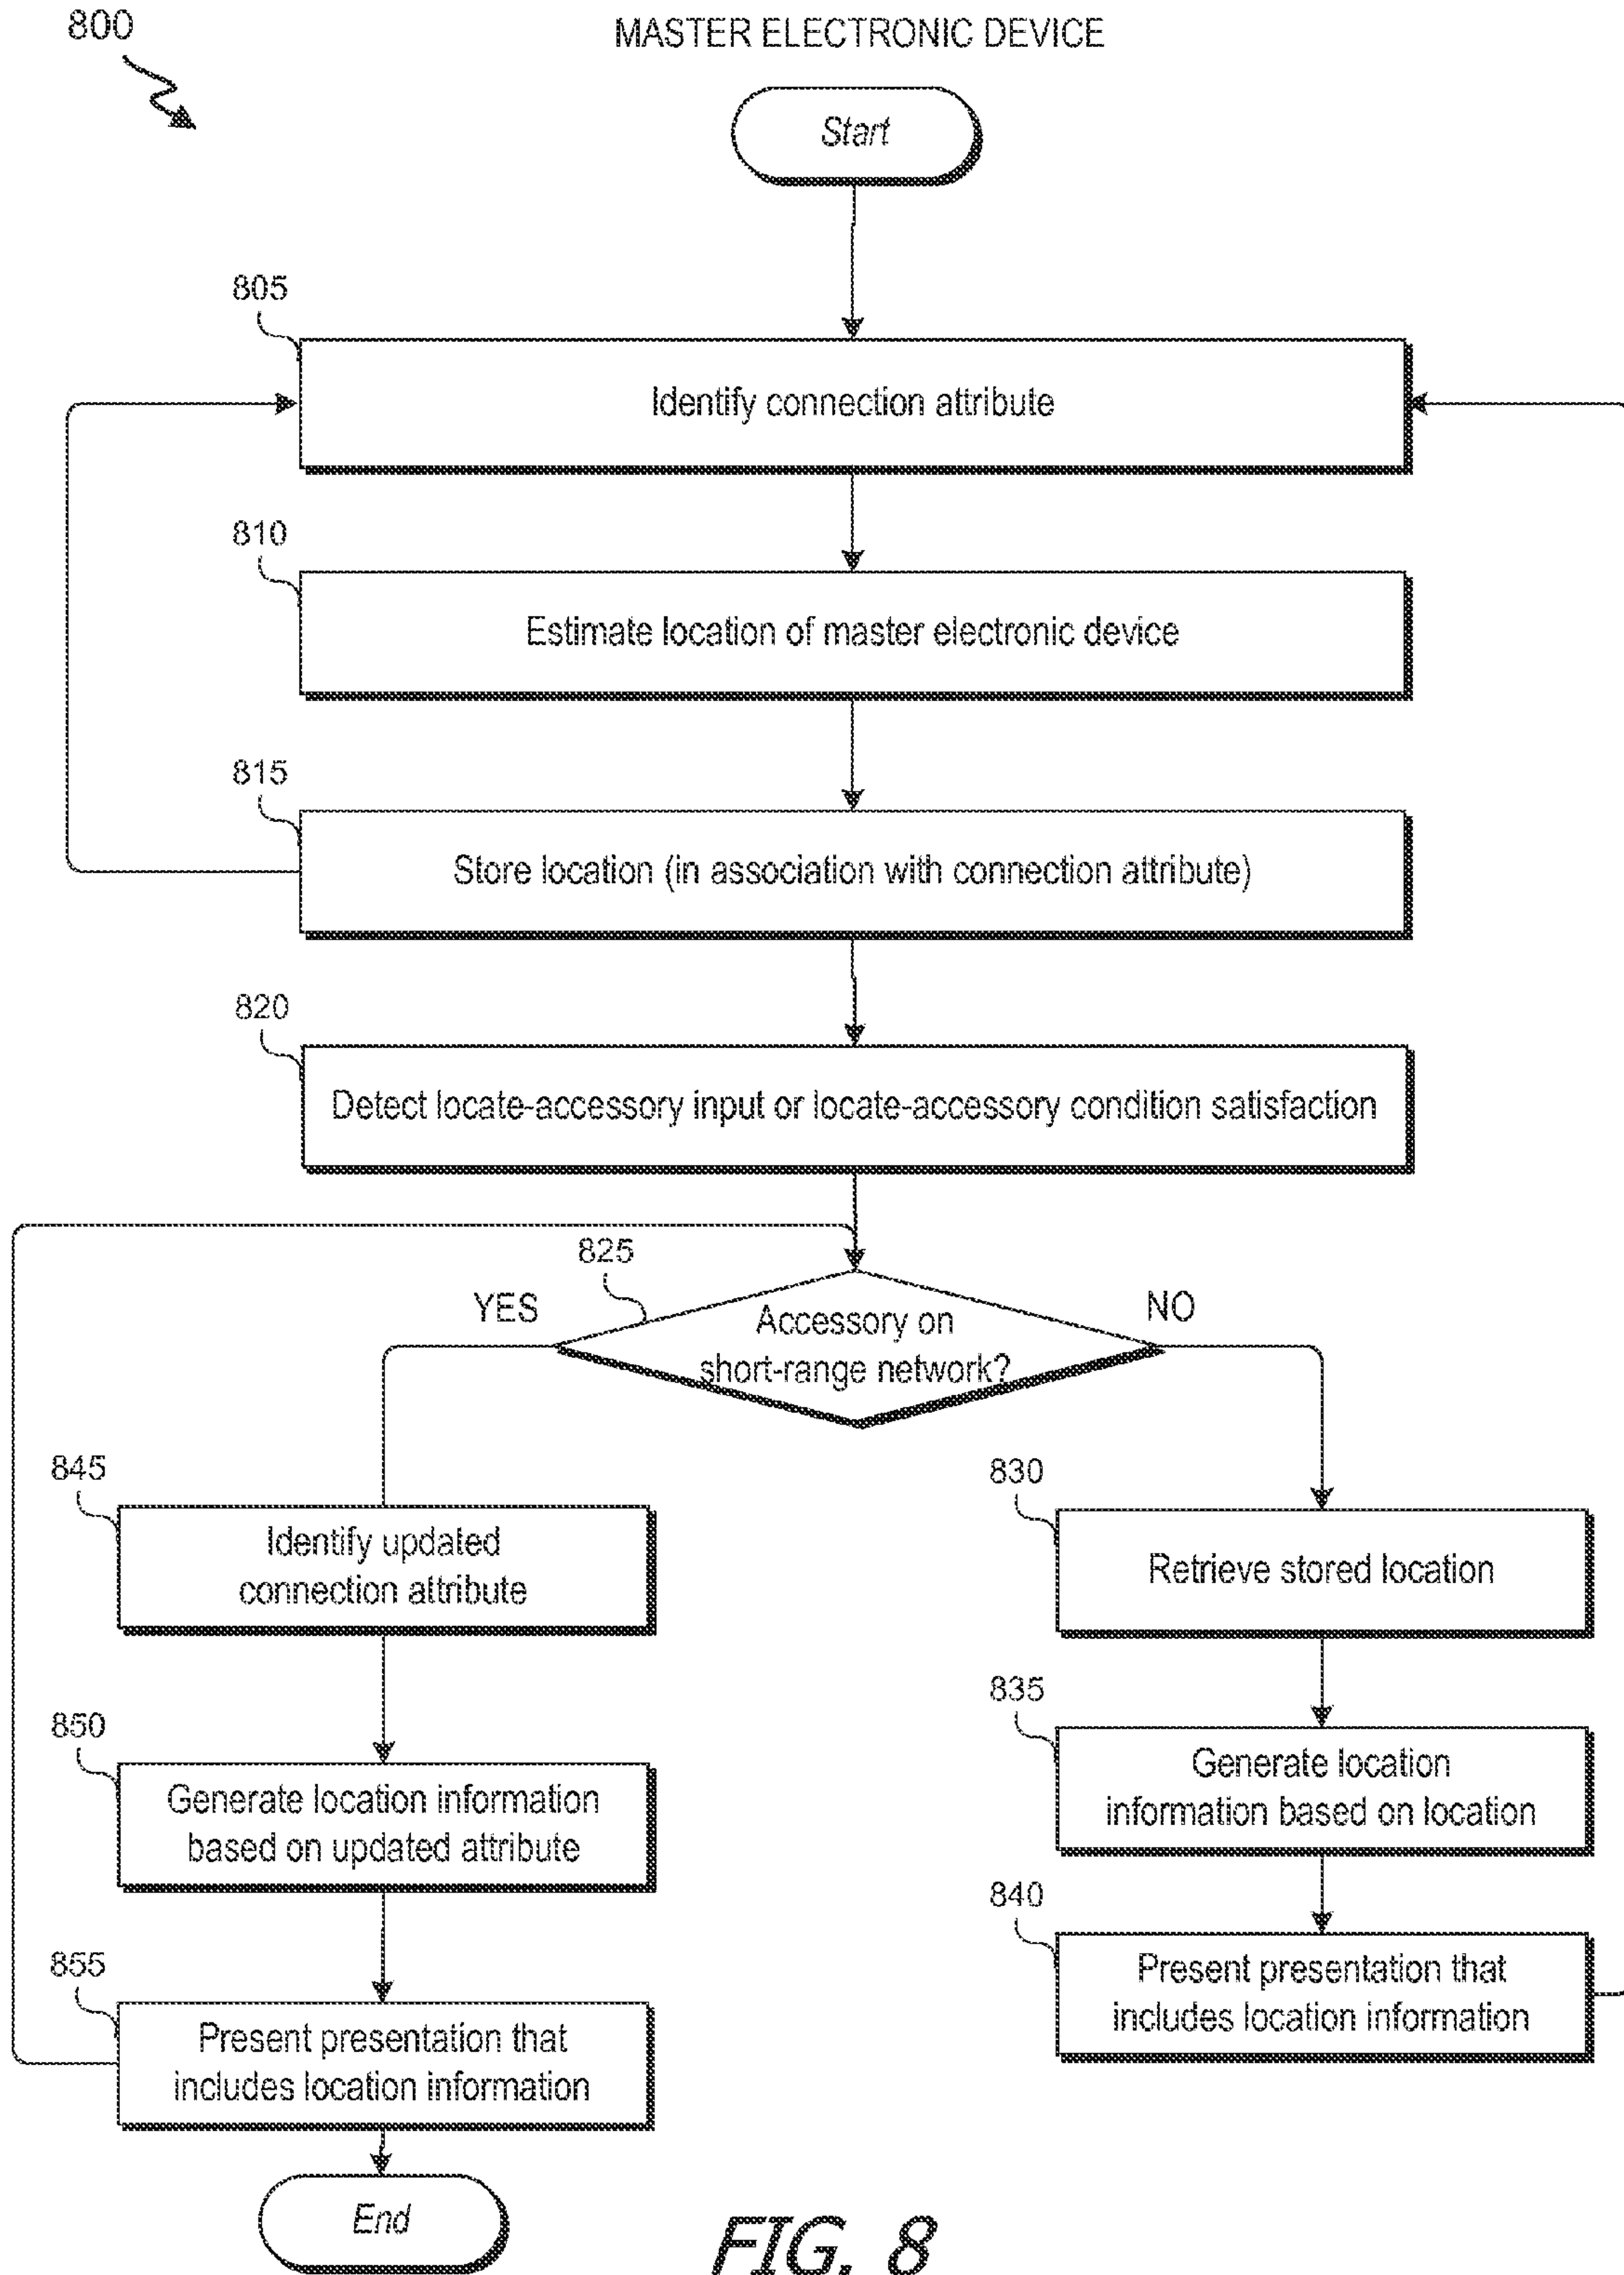 800
MASTER ELECTRONIC DEVICE
Start
805
Identify connection attribute
810
Estimate location of master electronic device
815
Store location (in association with connection attribute)
820
Detect locate-accessory input or locate-accessory condition satisfaction
825
YES
NO
Accessory on
short-range network?
845
Identify updated
connection attribute
830
Retrieve stored location
850
Generate location information
based on updated attribute
835
Generate location
information based on location
855
Present presentation that
includes location information
840
Present presentation that
includes location information
End
FIG. 8